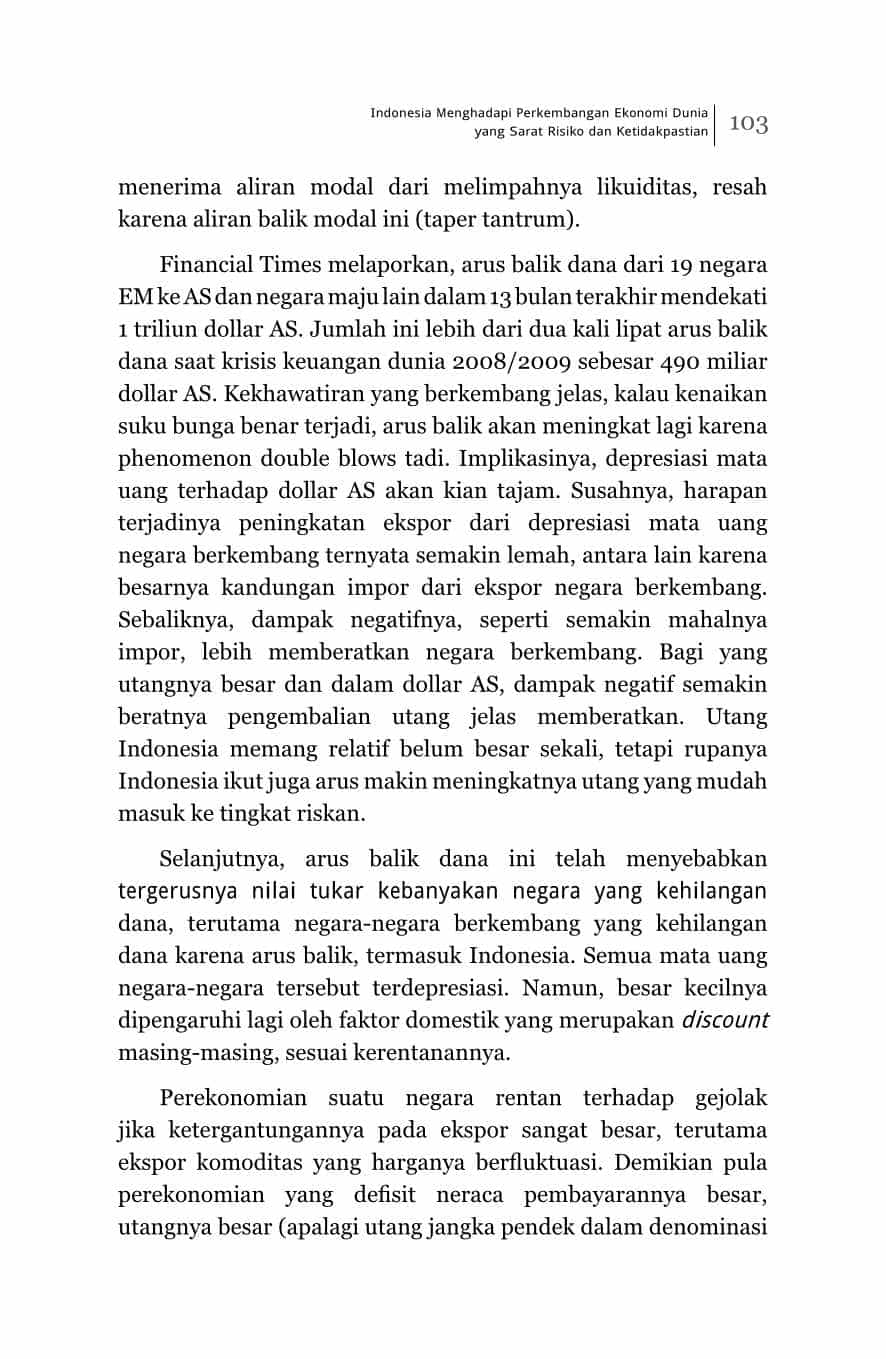 Indonesia Menghadapi Perkembangan Ekonomi Dunia
yang Sarat Risiko dan Ketidakpastian
103
menerima aliran modal dari melimpahnya likuiditas, resah
karena aliran balik modal ini (taper tantrum).
Financial Times melaporkan, arus balik dana dari 19 negara
EM ke AS dan negara maju lain dalam 13 bulan terakhir mendekati
1 triliun dollar AS. Jumlah ini lebih dari dua kali lipat arus balik
dana saat krisis keuangan dunia 2008/2009 sebesar 490 miliar
dollar AS. Kekhawatiran yang berkembang jelas, kalau kenaikan
suku bunga benar terjadi, arus balik akan meningkat lagi karena
phenomenon double blows tadi. Implikasinya, depresiasi mata
uang terhadap dollar AS akan kian tajam. Susahnya, harapan
terjadinya peningkatan ekspor dari depresiasi mata uang
negara berkembang ternyata semakin lemah, antara lain karena
besarnya kandungan impor dari ekspor negara berkembang.
Sebaliknya, dampak negatifnya, seperti semakin mahalnya
impor, lebih memberatkan negara berkembang. Bagi yang
utangnya besar dan dalam dollar AS, dampak negatif semakin
beratnya pengembalian utang jelas memberatkan. Utang
Indonesia memang relatif belum besar sekali, tetapi rupanya
Indonesia ikut juga arus makin meningkatnya utang yang mudah
masuk ke tingkat riskan.
Selanjutnya, arus balik dana ini telah menyebabkan
tergerusnya nilai tukar kebanyakan negara yang kehilangan
dana, terutama negara-negara berkembang yang kehilangan
dana karena arus balik, termasuk Indonesia. Semua mata uang
negara-negara tersebut terdepresiasi. Namun, besar kecilnya
dipengaruhi lagi oleh faktor domestik yang merupakan discount
masing-masing, sesuai kerentanannya.
Perekonomian suatu negara rentan terhadap gejolak
jika ketergantungannya pada ekspor sangat besar, terutama
ekspor komoditas yang harganya berfluktuasi. Demikian pula
perekonomian yang defisit neraca pembayarannya besar,
utangnya besar (apalagi utang jangka pendek dalam denominasi